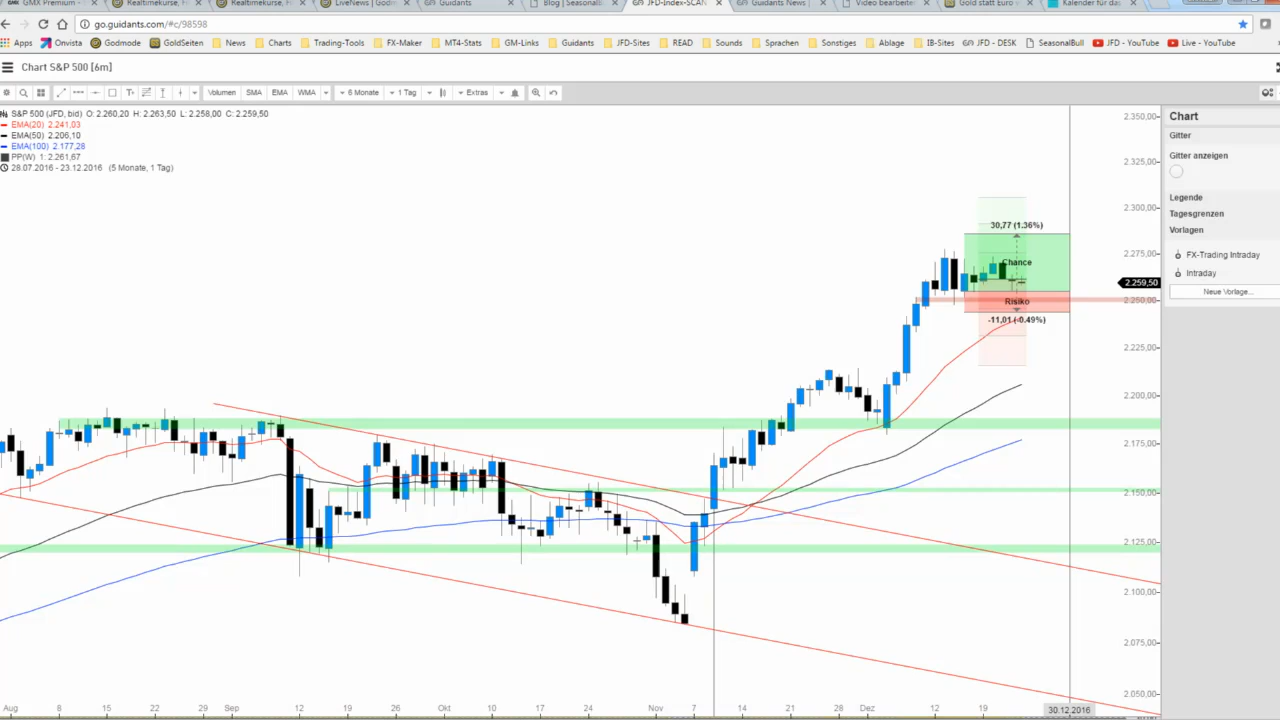 GMX Premium - Realtimekurse, Realtimekurse, LiveNews | Godm Guidants Blog | SeasonalB JFD-Index-SCAN Guidants News Video bearbeiten Gold statt Euro Kalender für das
go.guidants.com/#c/98598
Apps Onvista Godmode GoldSeiten News Charts Trading-Tools FX-Maker MT4-Stats GM-Links Guidants JFD-Sites READ Sounds Sprachen Sonstiges Ablage IB-Sites JFD - DESK SeasonalBull JFD - YouTube Live - YouTube
Chart S&P 500 [6m]
Volumen SMA EMA WMA 6 Monate 1 Tag Extras
S&P 500 (JFD, bid) O: 2.260,20 H: 2.263,50 L: 2.258,00 C: 2.259,50
EMA(20) 2.241,03
EMA(50) 2.206,10
EMA(100) 2.177,28
PP(W) 1: 2.261,67
28.07.2016 - 23.12.2016 (5 Monate, 1 Tag)
2.350,00
2.325,00
2.300,00
30,77 (1.36%)
2.275,00
Chance
2.259,50
2.250,00
Risiko
-11,01 (-0.49%)
2.225,00
2.200,00
2.175,00
2.150,00
2.125,00
2.100,00
2.075,00
2.050,00
Aug 8 15 22 29 Sep 12 19 26 Okt 10 17 24 Nov 7 14 21 28 Dez 12 19 30.12.2016
Chart
Gitter
Gitter anzeigen
Legende
Tagesgrenzen
Vorlagen
FX-Trading Intraday
Intraday
Neue Vorlage...